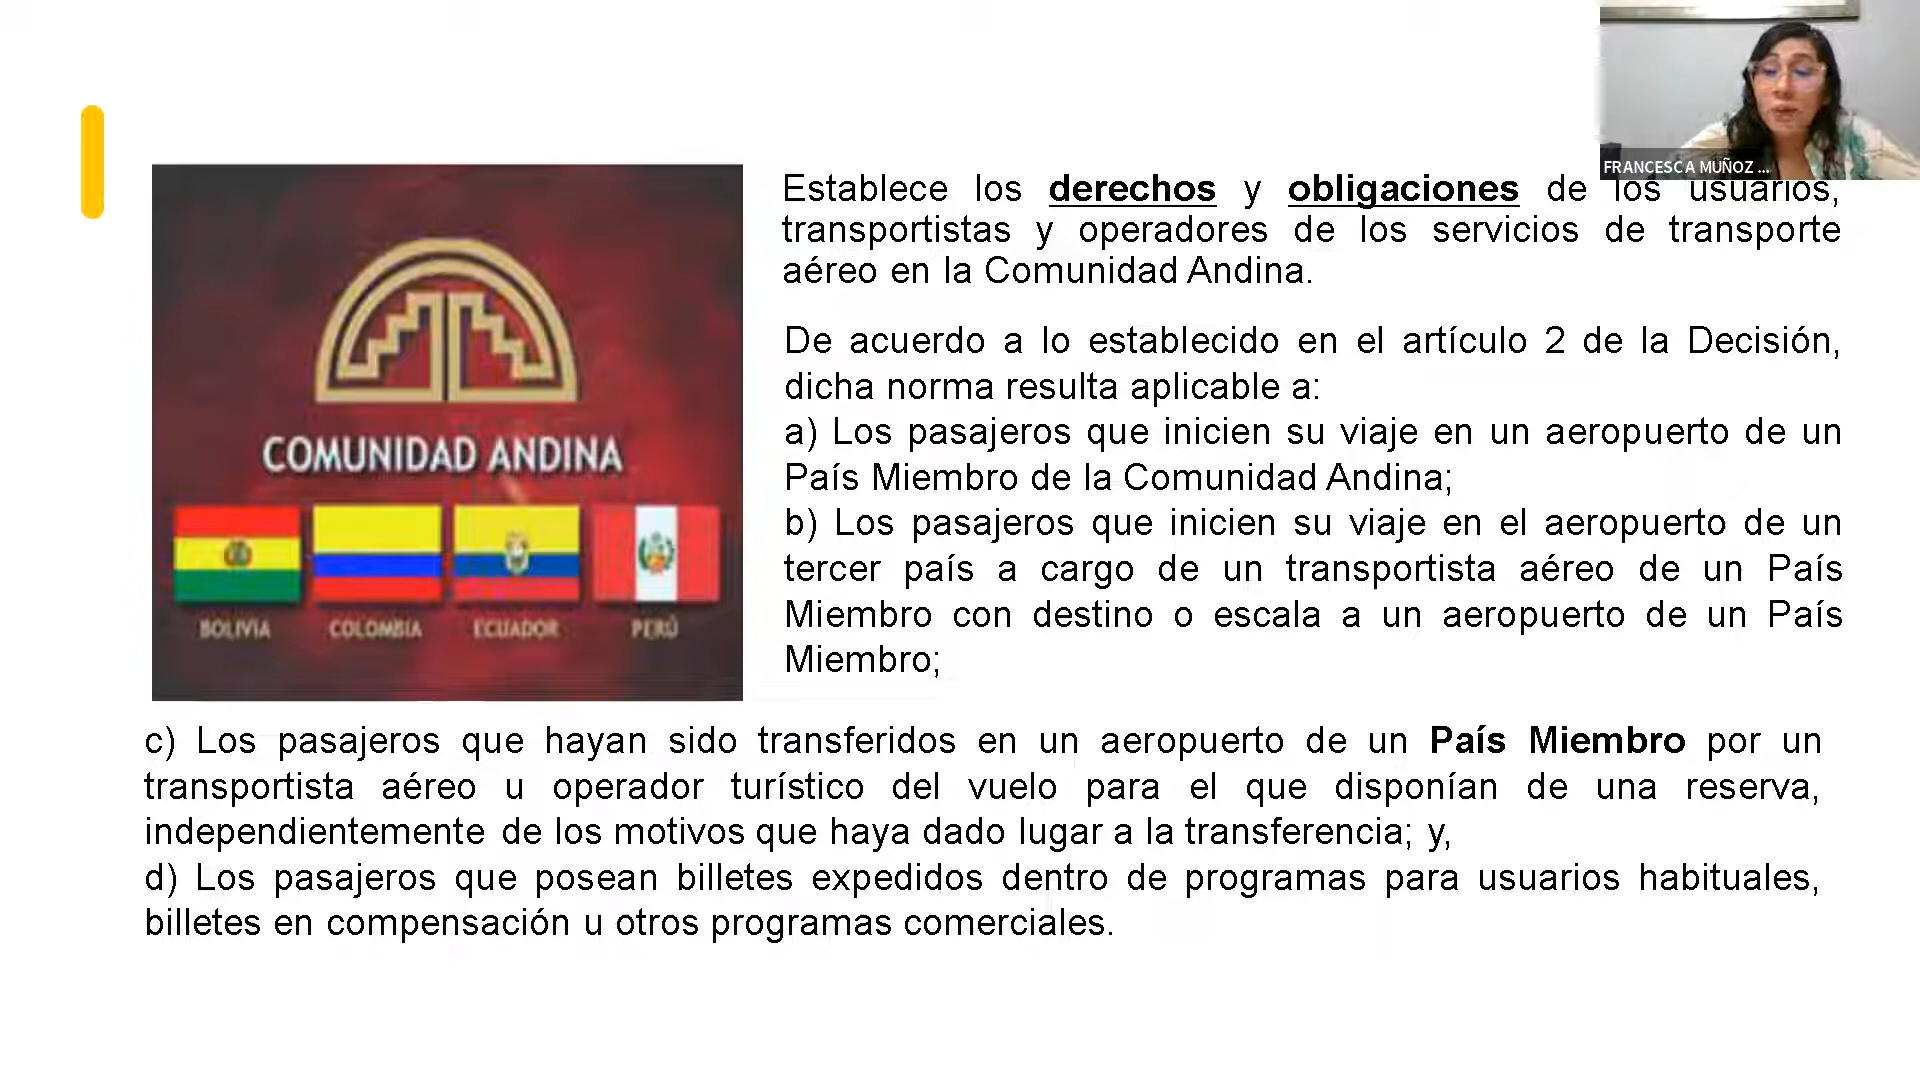 FRANCESCA MUÑOZ ...
Establece los derechos y obligaciones de los usuarios,
transportistas y operadores de los servicios de transporte
aéreo en la Comunidad Andina.
De acuerdo a lo establecido en el artículo 2 de la Decisión,
dicha norma resulta aplicable a:
a) Los pasajeros que inicien su viaje en un aeropuerto de un
País Miembro de la Comunidad Andina;
b) Los pasajeros que inicien su viaje en el aeropuerto de un
tercer país a cargo de un transportista aéreo de un País
Miembro con destino o escala a un aeropuerto de un País
Miembro;
COMUNIDAD ANDINA
BOLIVIA COLOMBIA ECUADOR PERÚ
c) Los pasajeros que hayan sido transferidos en un aeropuerto de un País Miembro por un
transportista aéreo u operador turístico del vuelo para el que disponían de una reserva,
independientemente de los motivos que haya dado lugar a la transferencia; y,
d) Los pasajeros que posean billetes expedidos dentro de programas para usuarios habituales,
billetes en compensación u otros programas comerciales.